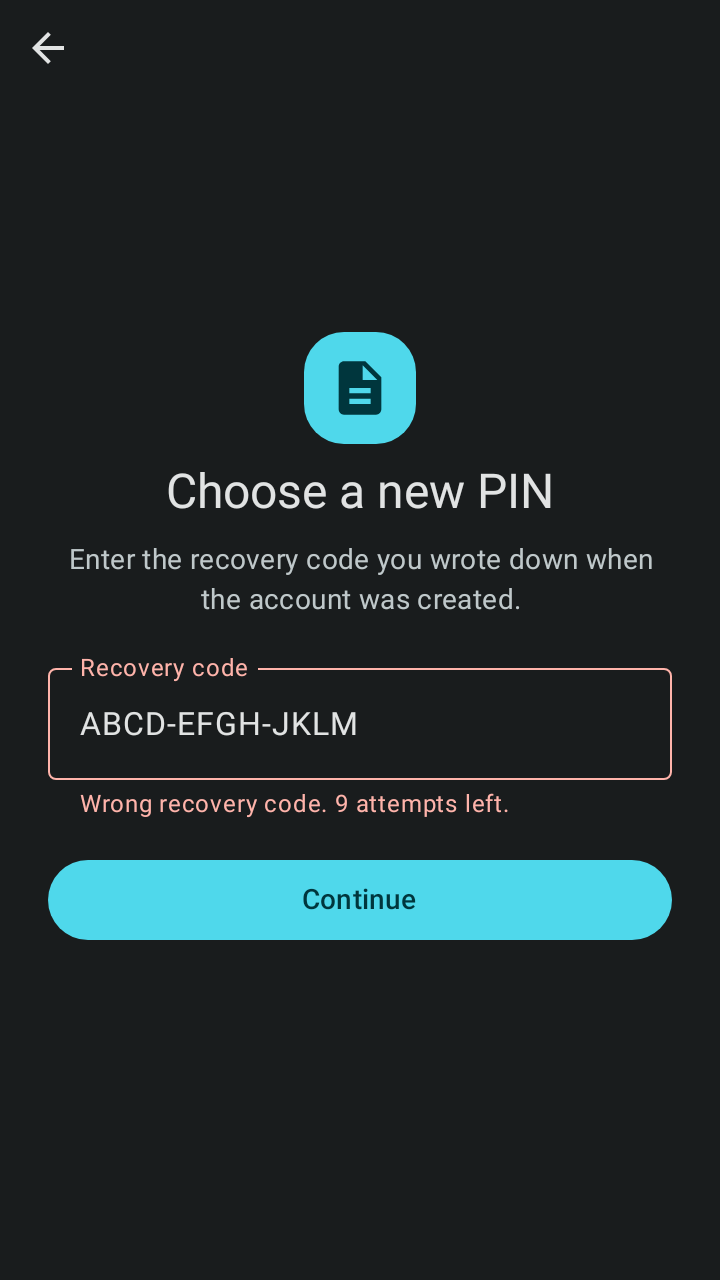 Choose a new PIN
Enter the recovery code you wrote down when
the account was created.
Recovery code
ABCD-EFGH-JKLM
Wrong recovery code. 9 attempts left.
Continue